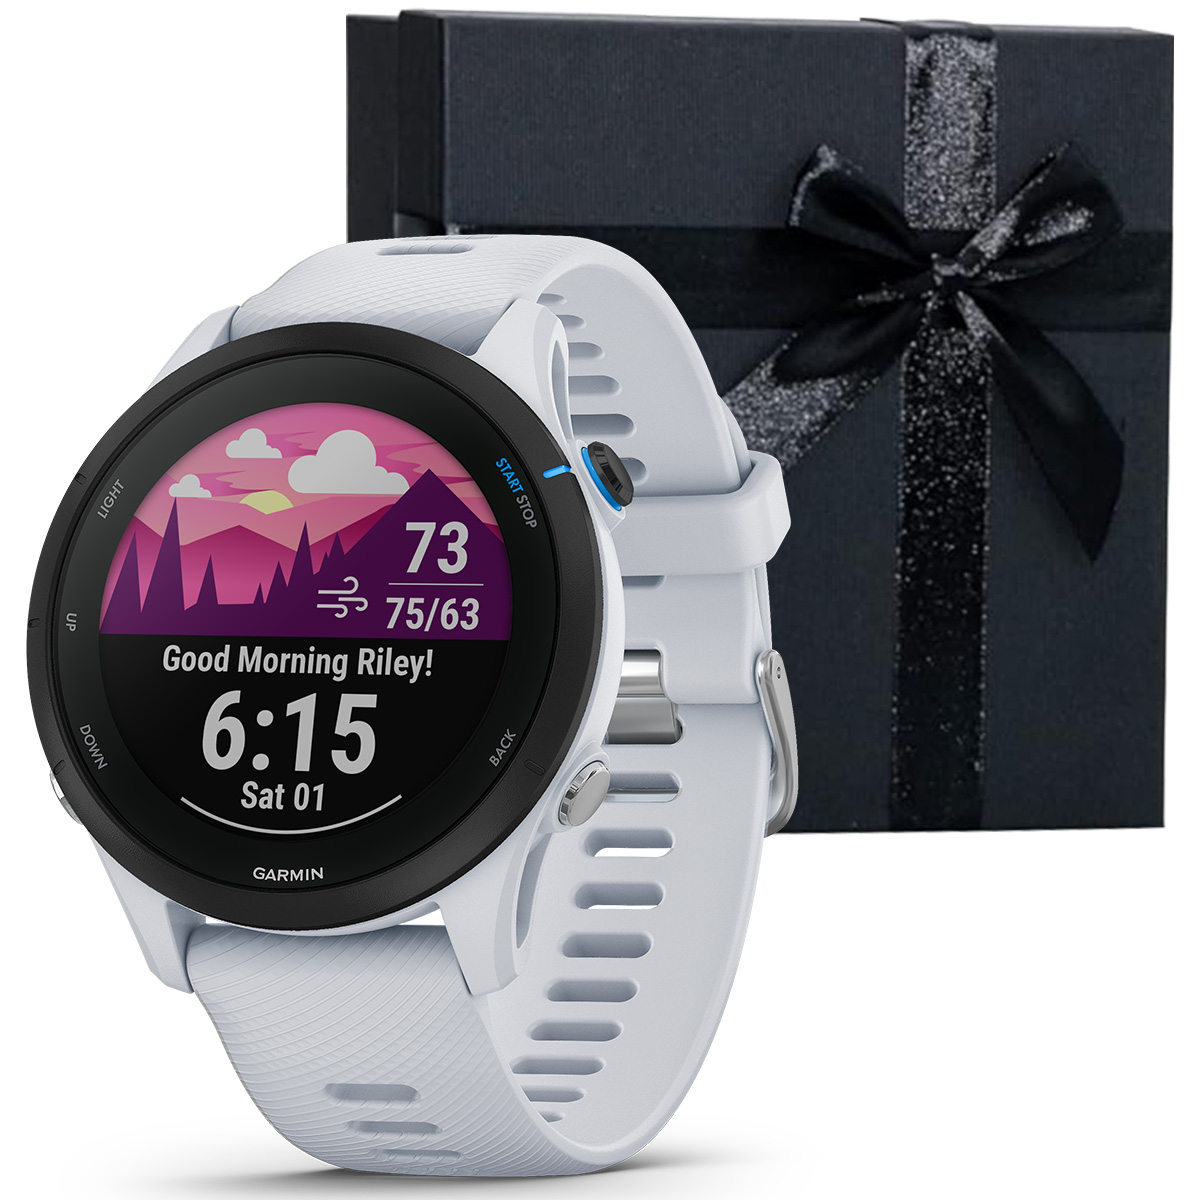 LIGHT
START STOP
UP
73
75/63
Good Morning Riley!
6:15
Sat 01
DOWN
BACK
GARMIN